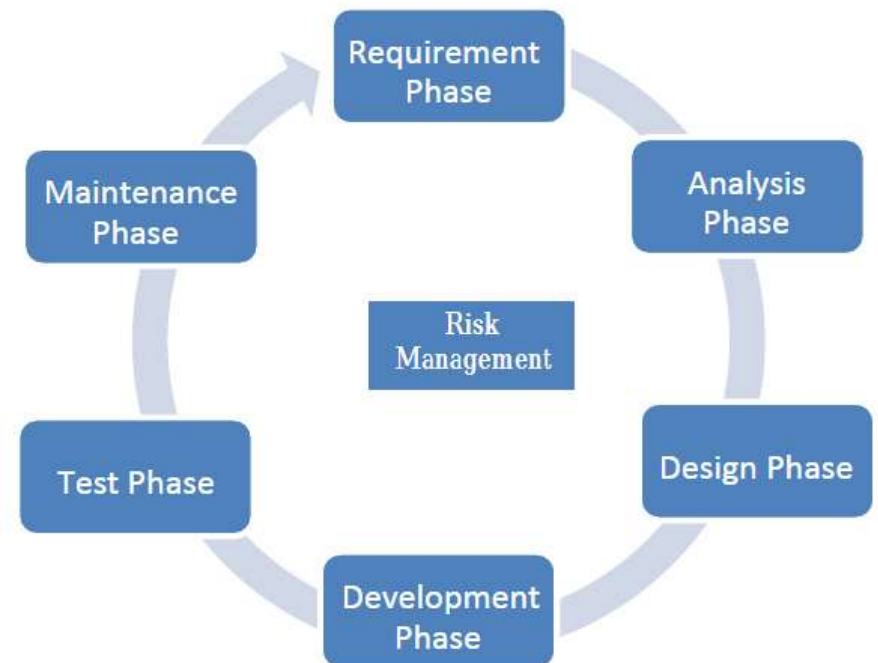 Requirement
Phase
Analysis
Phase
Design Phase
Development
Phase
Test Phase
Maintenance
Phase
Risk
Management